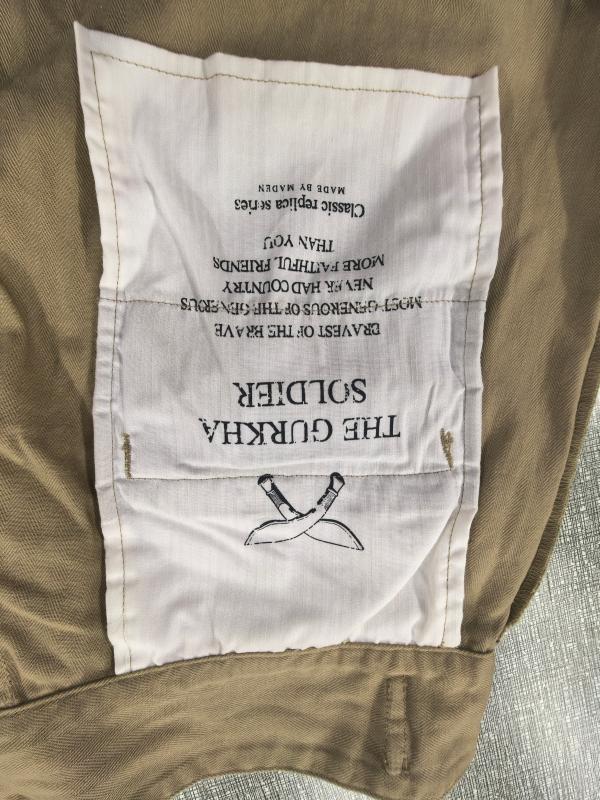 THE GURKHA
SOLDIER
BRAVEST OF THE BRAVE
MOST GENEROUS OF THE GENEROUS
NEVER HAD COUNTRY
MORE FAITHFUL FRIENDS
THAN YOU
Classic replica series
MADE BY MADEN